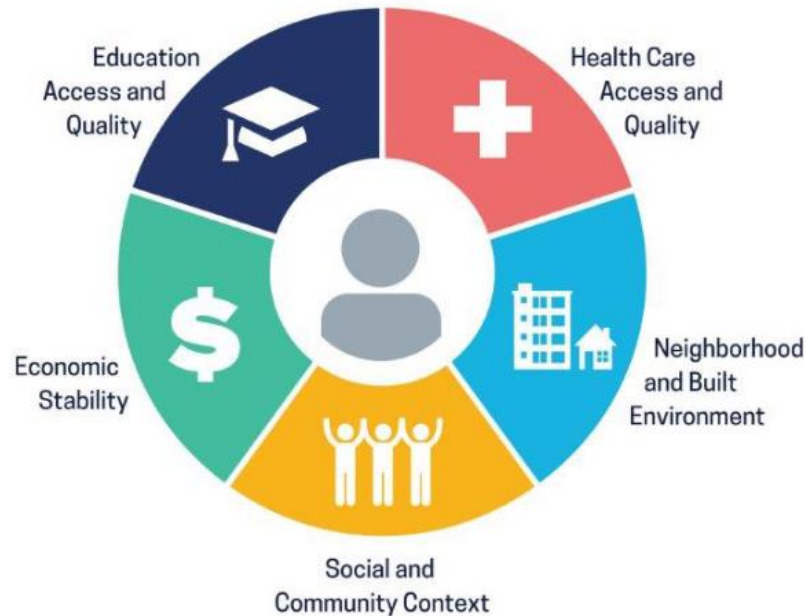 Education
Access and
Quality
Health Care
Access and
Quality
$
Economic
Stability
Neighborhood
and Built
Environment
Social and
Community Context